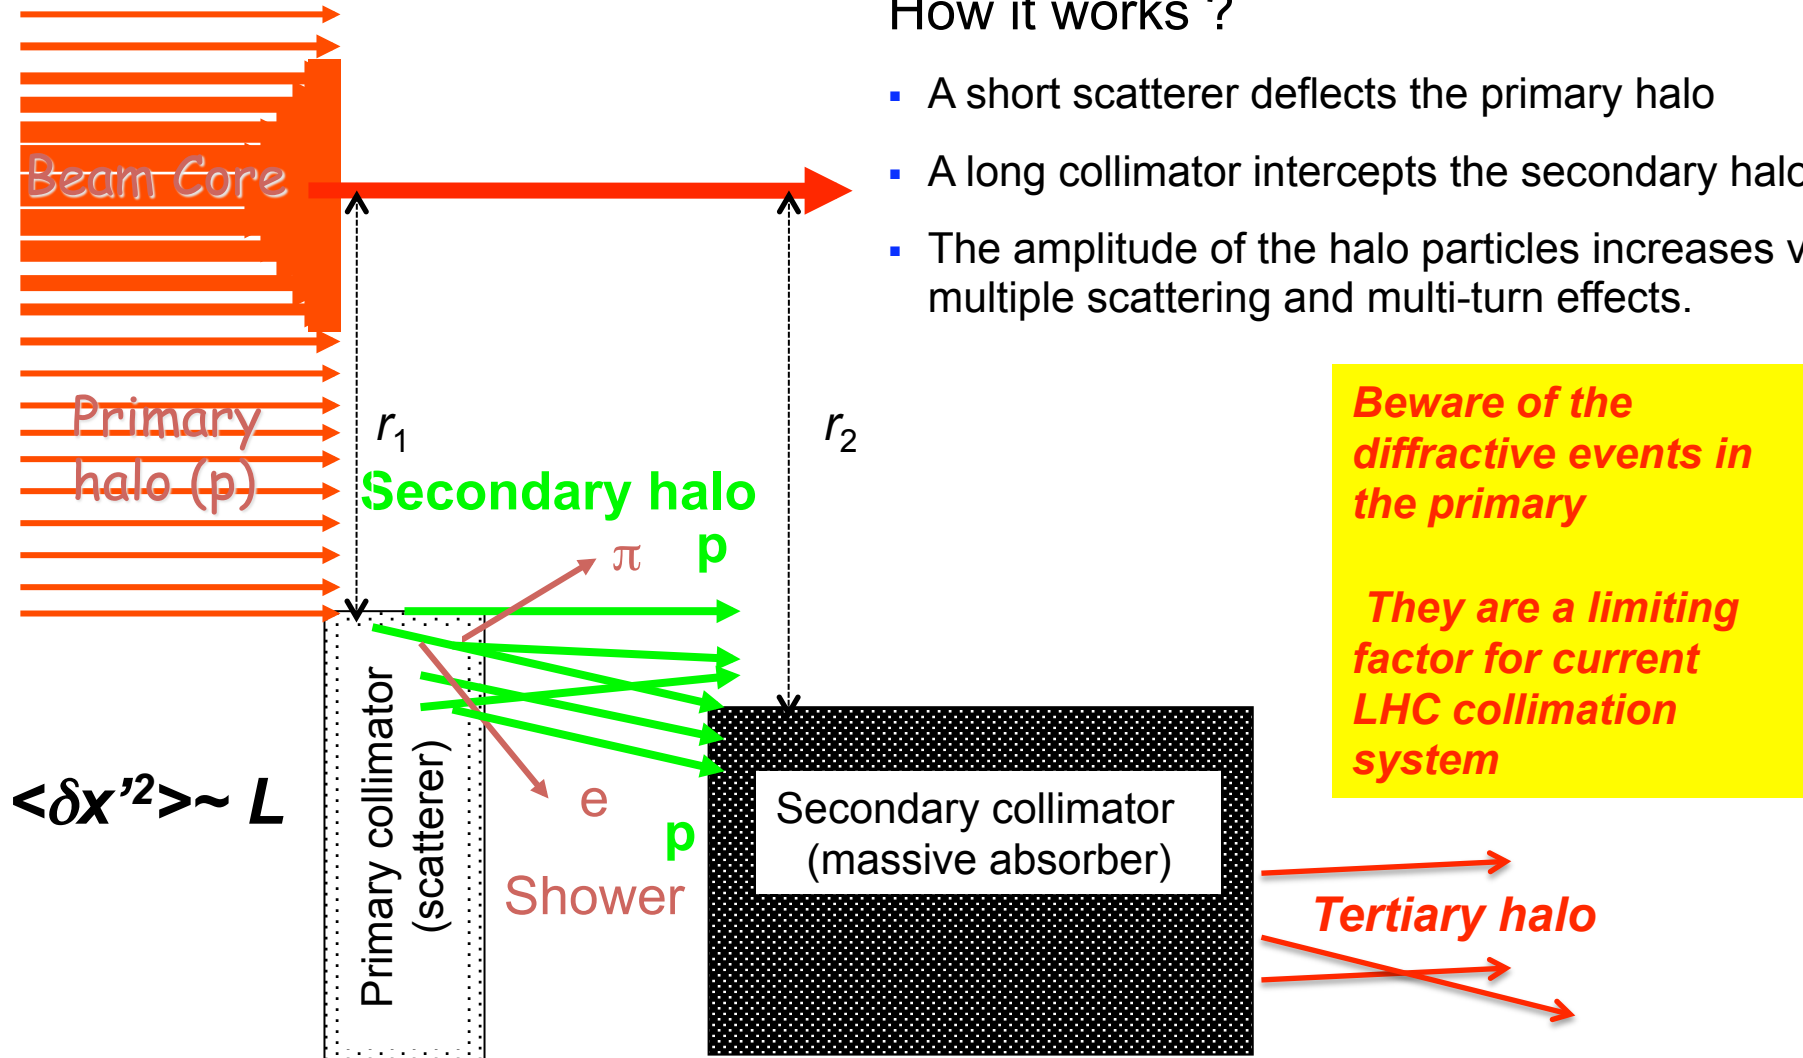 How it works ?
▪ A short scatterer deflects the primary halo
▪ A long collimator intercepts the secondary halo
▪ The amplitude of the halo particles increases v
multiple scattering and multi-turn effects.
Beam Core
Primary
halo (p)
r1
r2
Secondary halo
p
π
e
p
Shower
<δx’2>~ L
Primary collimator
(scatterer)
Secondary collimator
(massive absorber)
Beware of the
diffractive events in
the primary
They are a limiting
factor for current
LHC collimation
system
Tertiary halo